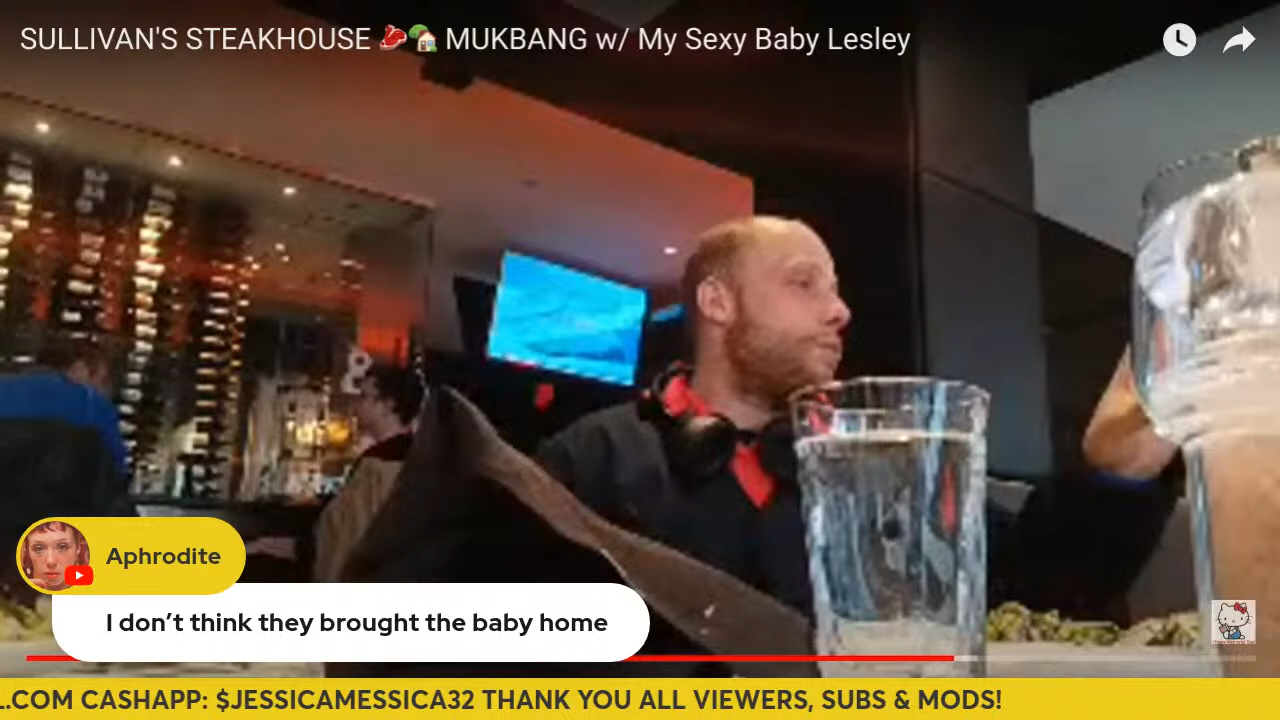 SULLIVAN'S STEAKHOUSE 🥩🏡 MUKBANG w/ My Sexy Baby Lesley
&
Aphrodite
I don't think they brought the baby home
L.COM CASHAPP: $JESSICAMESSICA32 THANK YOU ALL VIEWERS, SUBS & MODS!